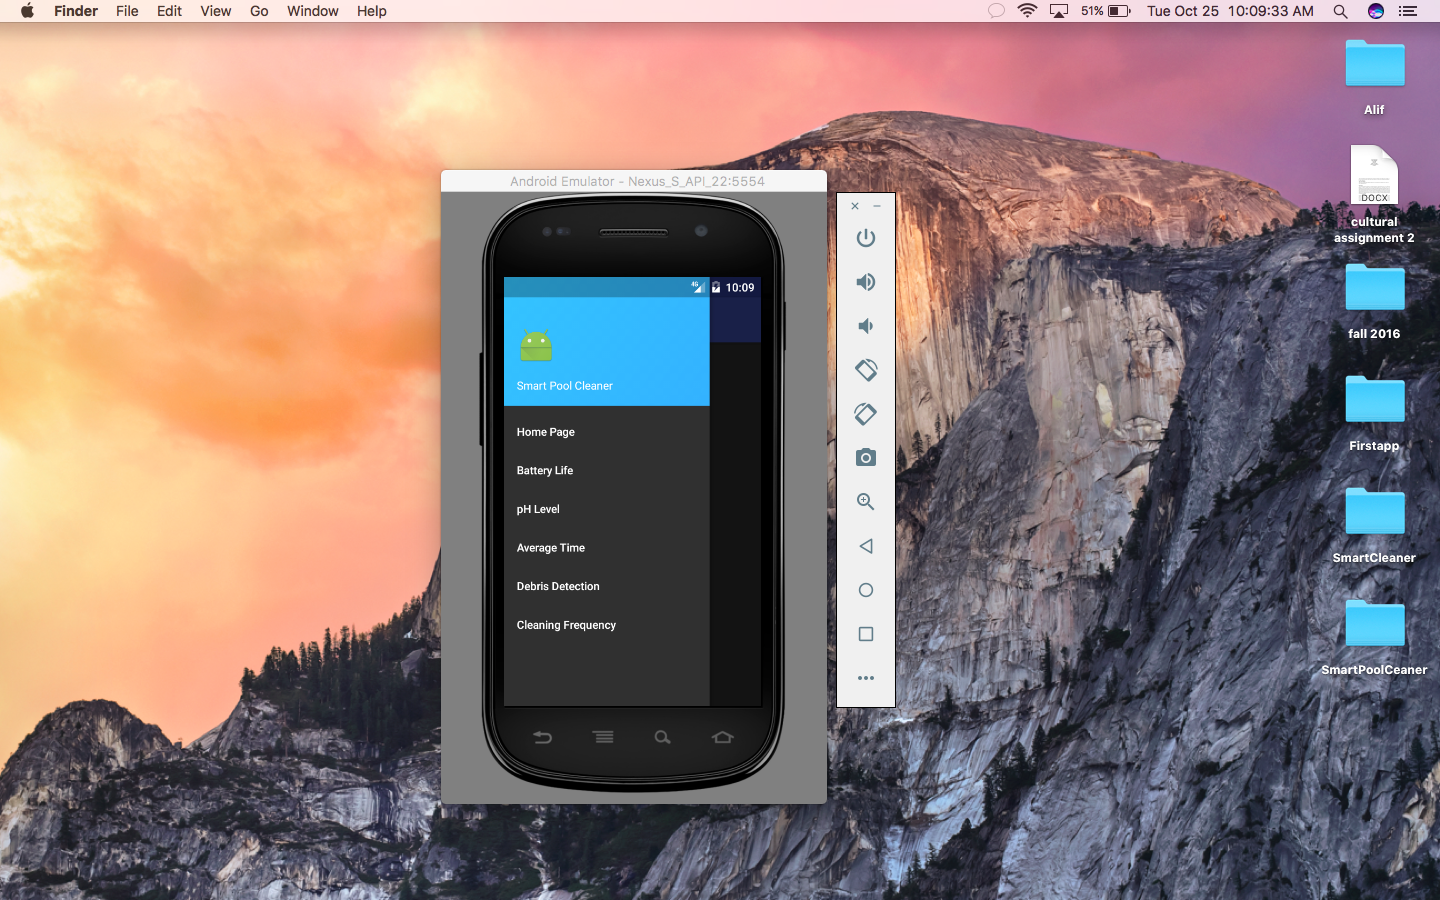 Finder File Edit View Go Window Help 51% Tue Oct 25 10:09:33 AM
Alif
DOCX
cultural
assignment 2
fall 2016
Firstapp
SmartCleaner
SmartPoolCeaner
Android Emulator - Nexus_S_API_22:5554
4G 10:09
Smart Pool Cleaner
Home Page
Battery Life
pH Level
Average Time
Debris Detection
Cleaning Frequency